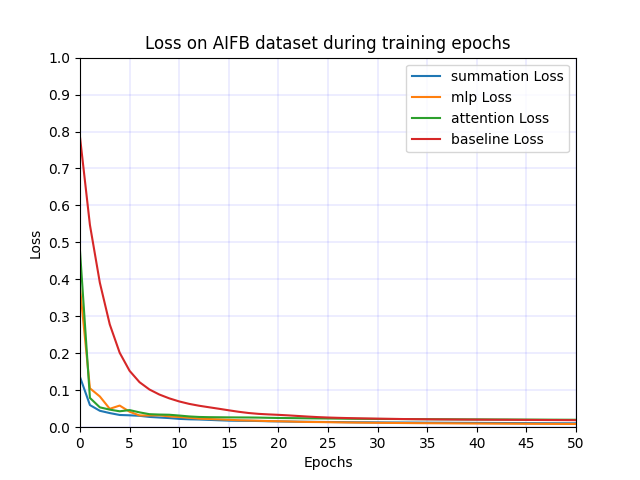 Loss on AIFB dataset during training epochs
1.0
0.9
0.8
0.7
0.6
0.5
0.4
0.3
0.2
0.1
0.0
Loss
summation Loss
mlp Loss
attention Loss
baseline Loss
0 5 10 15 20 25 30 35 40 45 50
Epochs